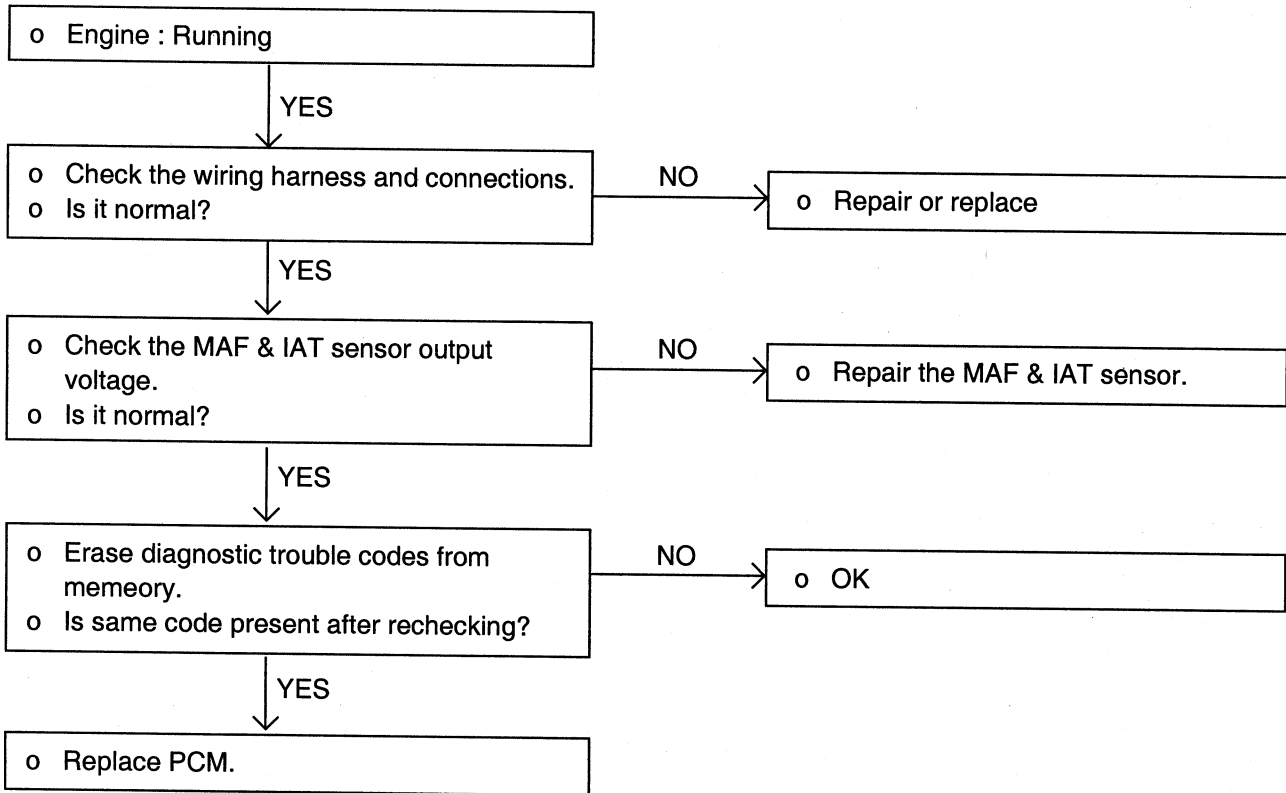 o Engine : Running
YES
o Check the wiring harness and connections.
o Is it normal?
NO
o Repair or replace
YES
o Check the MAF & IAT sensor output
voltage.
o Is it normal?
NO
o Repair the MAF & IAT sensor.
YES
o Erase diagnostic trouble codes from
memeory.
o Is same code present after rechecking?
NO
o OK
YES
o Replace PCM.